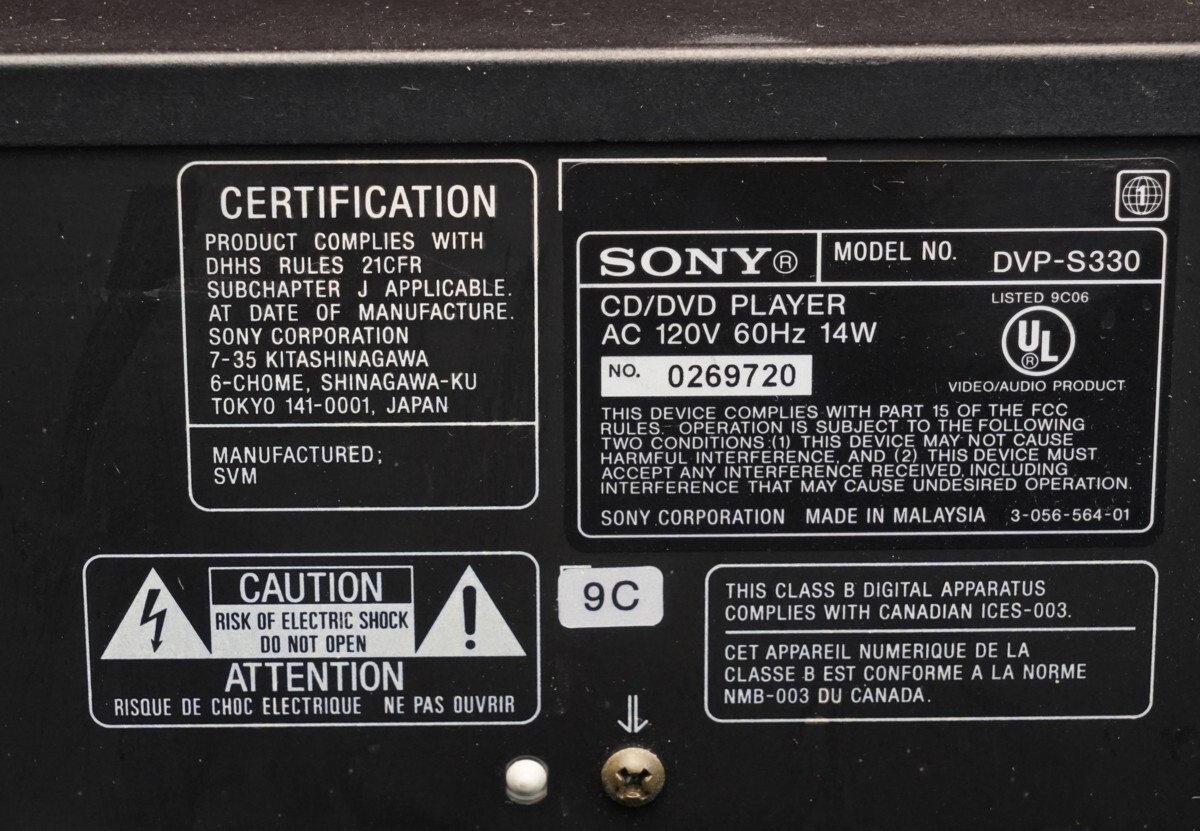 CERTIFICATION
PRODUCT COMPLIES WITH
DHHS RULES 21CFR
SUBCHAPTER J APPLICABLE.
AT DATE OF MANUFACTURE.
SONY CORPORATION
7-35 KITASHINAGAWA
6-CHOME, SHINAGAWA-KU
TOKYO 141-0001, JAPAN
MANUFACTURED;
SVM
1
SONY® MODEL NO. DVP-S330
CD/DVD PLAYER
AC 120V 60Hz 14W
NO. 0269720
LISTED 9C06
UL®
VIDEO/AUDIO PRODUCT
THIS DEVICE COMPLIES WITH PART 15 OF THE FCC
RULES. OPERATION IS SUBJECT TO THE FOLLOWING
TWO CONDITIONS:(1) THIS DEVICE MAY NOT CAUSE
HARMFUL INTERFERENCE, AND (2) THIS DEVICE MUST
ACCEPT ANY INTERFERENCE RECEIVED, INCLUDING
INTERFERENCE THAT MAY CAUSE UNDESIRED OPERATION.
SONY CORPORATION MADE IN MALAYSIA 3-056-564-01
CAUTION
RISK OF ELECTRIC SHOCK
DO NOT OPEN
ATTENTION
RISQUE DE CHOC ELECTRIQUE NE PAS OUVRIR
9C
THIS CLASS B DIGITAL APPARATUS
COMPLIES WITH CANADIAN ICES-003.
CET APPAREIL NUMERIQUE DE LA
CLASSE B EST CONFORME A LA NORME
NMB-003 DU CANADA.